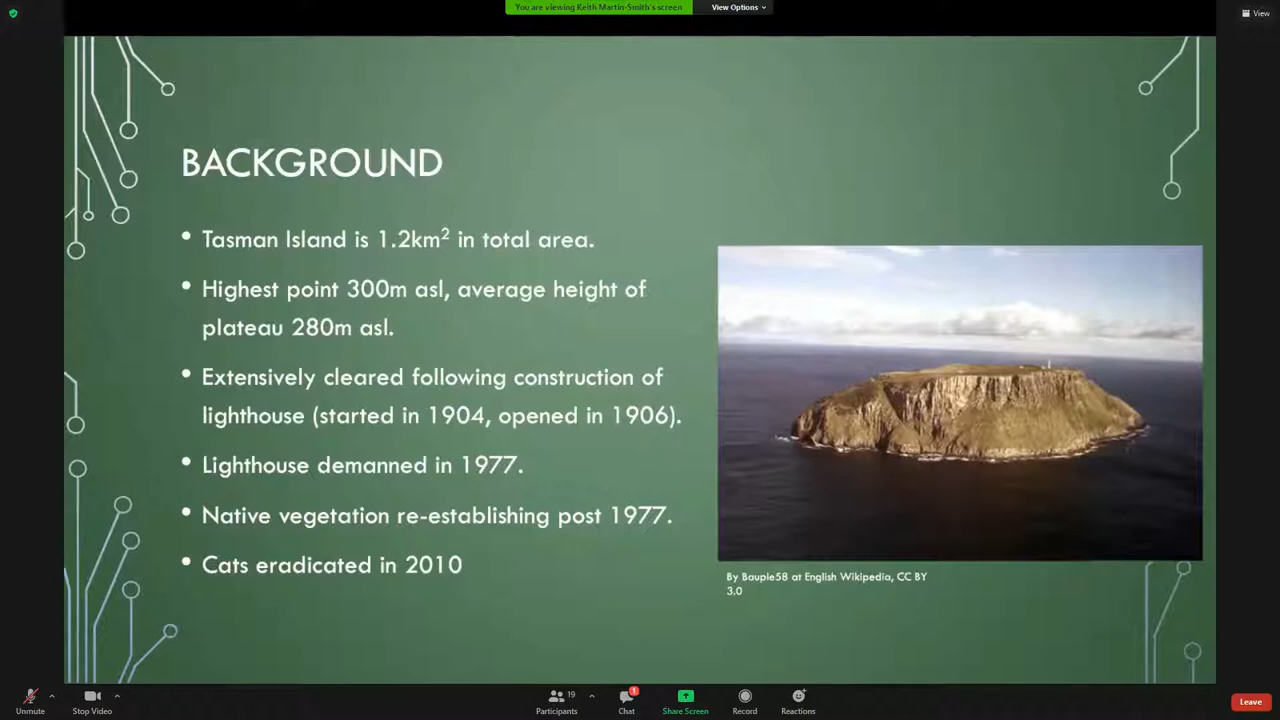 You are viewing Keith Martin-Smith's screen
View Options
View
BACKGROUND
• Tasman Island is 1.2km² in total area.
• Highest point 300m asl, average height of
plateau 280m asl.
• Extensively cleared following construction of
lighthouse (started in 1904, opened in 1906).
• Lighthouse demanned in 1977.
• Native vegetation re-establishing post 1977.
• Cats eradicated in 2010
By Bauple58 at English Wikipedia, CC BY
3.0
Unmute
Stop Video
19
Participants
1
Chat
Share Screen
Record
Reactions
Leave